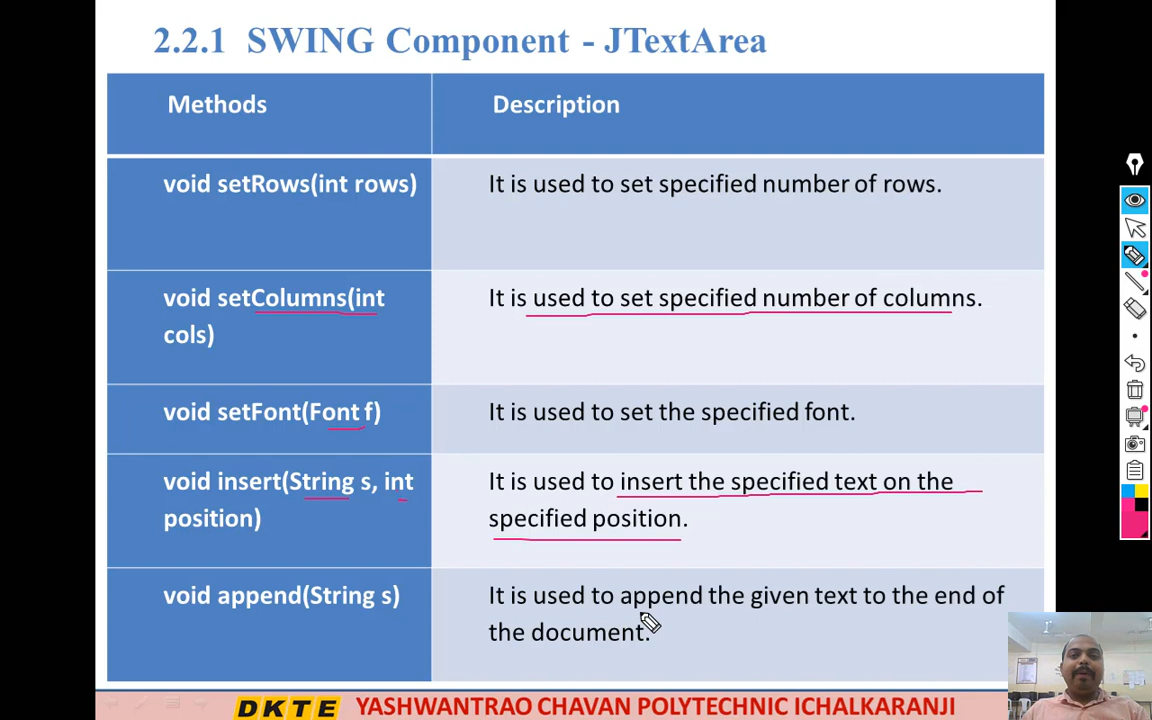 2.2.1 SWING Component - JTextArea
Methods
Description
void setRows(int rows)
It is used to set specified number of rows.
void setColumns(int
cols)
It is used to set specified number of columns.
void setFont(Font f)
It is used to set the specified font.
void insert(String s, int
position)
It is used to insert the specified text on the
specified position.
void append(String s)
It is used to append the given text to the end of
the document.
DKTE YASHWANTRAO CHAVAN POLYTECHNIC ICHALKARANJI